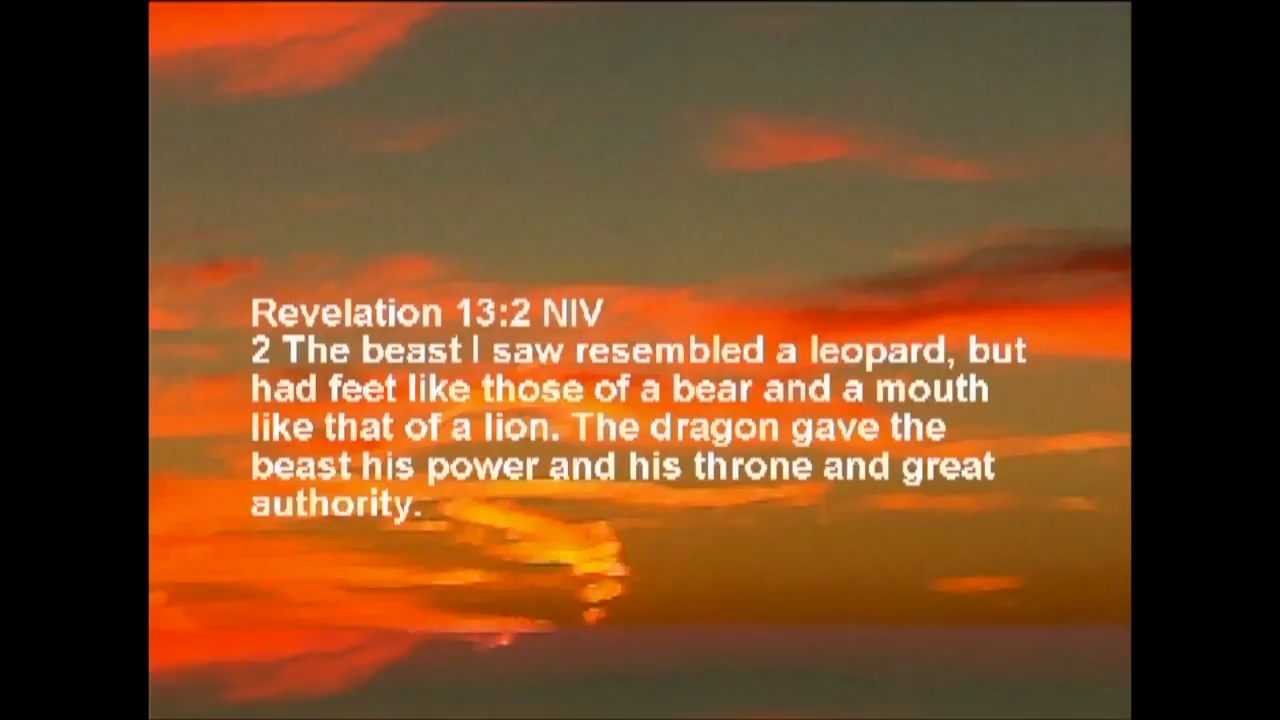 Revelation 13:2 NIV
2 The beast I saw resembled a leopard, but
had feet like those of a bear and a mouth
like that of a lion. The dragon gave the
beast his power and his throne and great
authority.